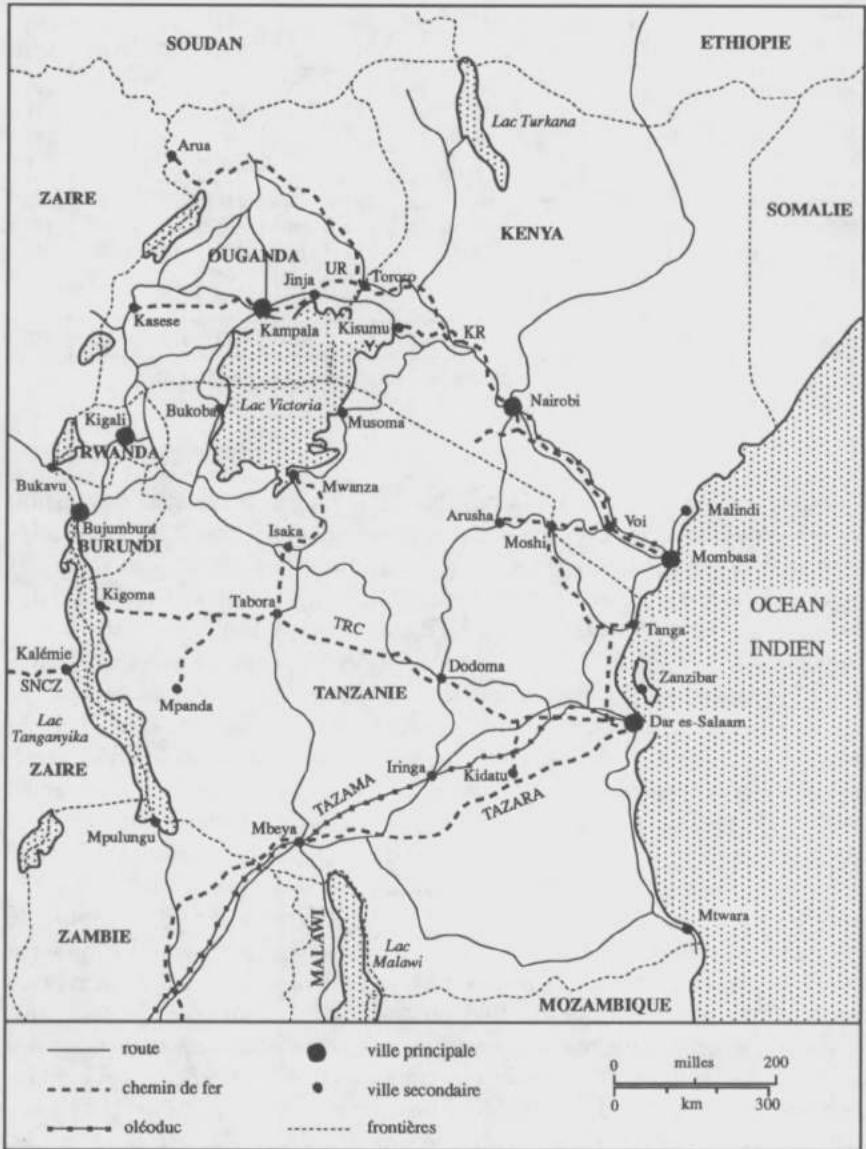 SOUDAN
ETHIOPIE
Lac Turkana
Arua
ZAIRE
SOMALIE
KENYA
OUGANDA
UR
Tororo
Jinja
Kasese
Kampala
Kisumu
KR
Nairobi
Bukoba
Lac Victoria
Musoma
Kigali
RWANDA
Bukavu
Mwanza
Malindi
Arusha
Voi
Bujumbura
Moshi
BURUNDI
Isaka
Mombasa
Kigoma
OCEAN
INDIEN
Tabora
Tanga
TRC
Kalémie
Dodoma
Zanzibar
SNCZ
TANZANIE
Mpanda
Lac
Tanganyika
Dar es-Salaam
ZAIRE
Iringa
Kidatu
TAZAMA
TAZARA
Mpulungu
Mbeya
Mtwara
ZAMBIE
MALAWI
Lac
Malawi
MOZAMBIQUE
route
ville principale
0 milles 200
chemin de fer
ville secondaire
0 km 300
oléoduc
frontières